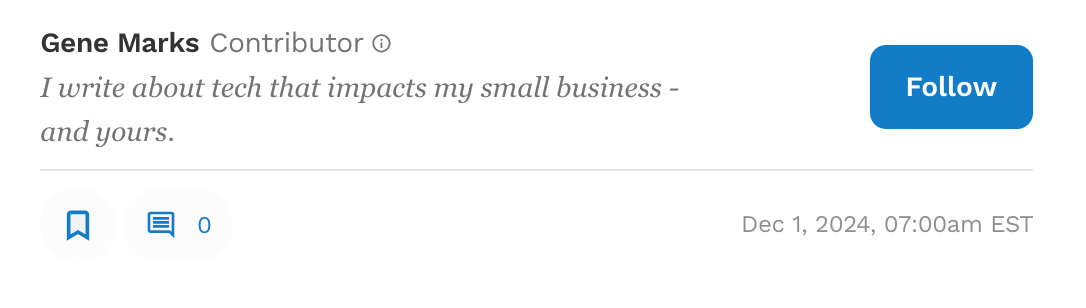 Gene Marks Contributor
I write about tech that impacts my small business -
and yours.
Follow
0
Dec 1, 2024, 07:00am EST